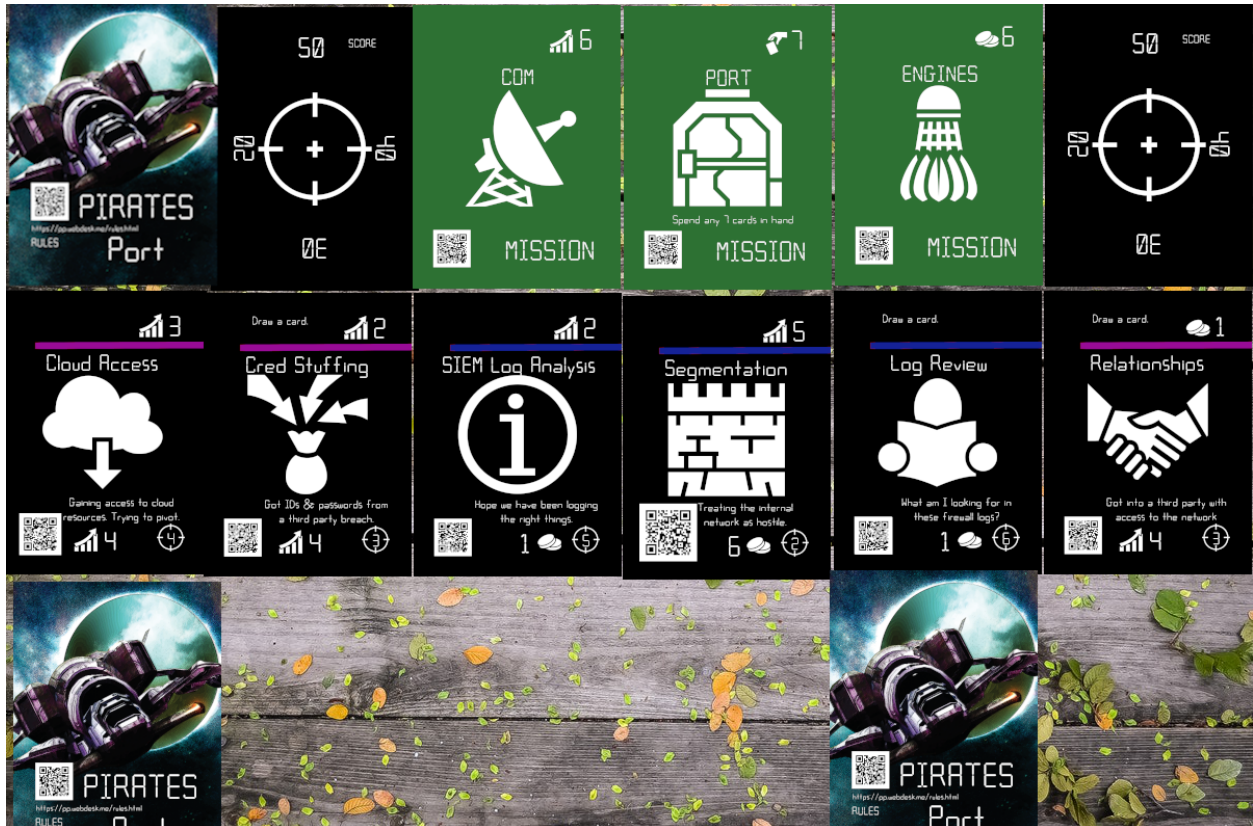 PIRATES
https://pp.webdesk.me/rules.html
RULES
Port
50 SCORE
20
40
30
6
COM
MISSION
7
PORT
Spend any 7 cards in hand
MISSION
6
ENGINES
MISSION
50 SCORE
20
40
30
3
Cloud Access
Gaining access to cloud
resources. Trying to pivot.
4 4
Draw a card. 2
Cred Stuffing
Got IDs & passwords from
a third party breach.
4 3
2
SIEM Log Analysis
Hope we have been logging
the right things.
1 5
5
Segmentation
Treating the internal
network as hostile.
6 2
Draw a card.
Log Review
What am I looking for in
these firewall logs?
1 6
Draw a card. 1
Relationships
Got into a third party with
access to the network
4 3
PIRATES
https://pp.webdesk.me/rules.html
RULES
Port
PIRATES
https://pp.webdesk.me/rules.html
RULES
Port